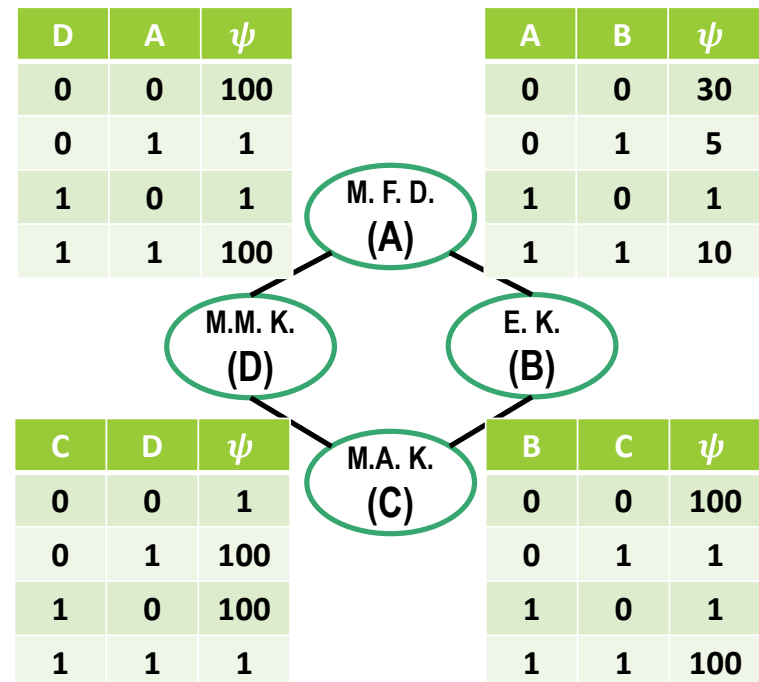 D A ψ
0 0 100
0 1 1
1 0 1
1 1 100
A B ψ
0 0 30
0 1 5
1 0 1
1 1 10
M. F. D.
(A)
M.M. K.
(D)
E. K.
(B)
M.A. K.
(C)
C D ψ
0 0 1
0 1 100
1 0 100
1 1 1
B C ψ
0 0 100
0 1 1
1 0 1
1 1 100